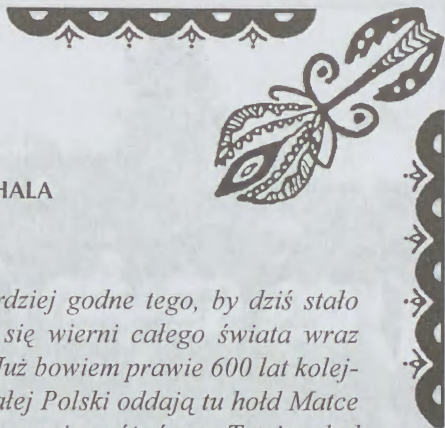 HALA
rdziej godne tego, by dziś stało
się wierni całego świata wraz
Już bowiem prawie 600 lat kolej-
ałej Polski oddają tu hołd Matce